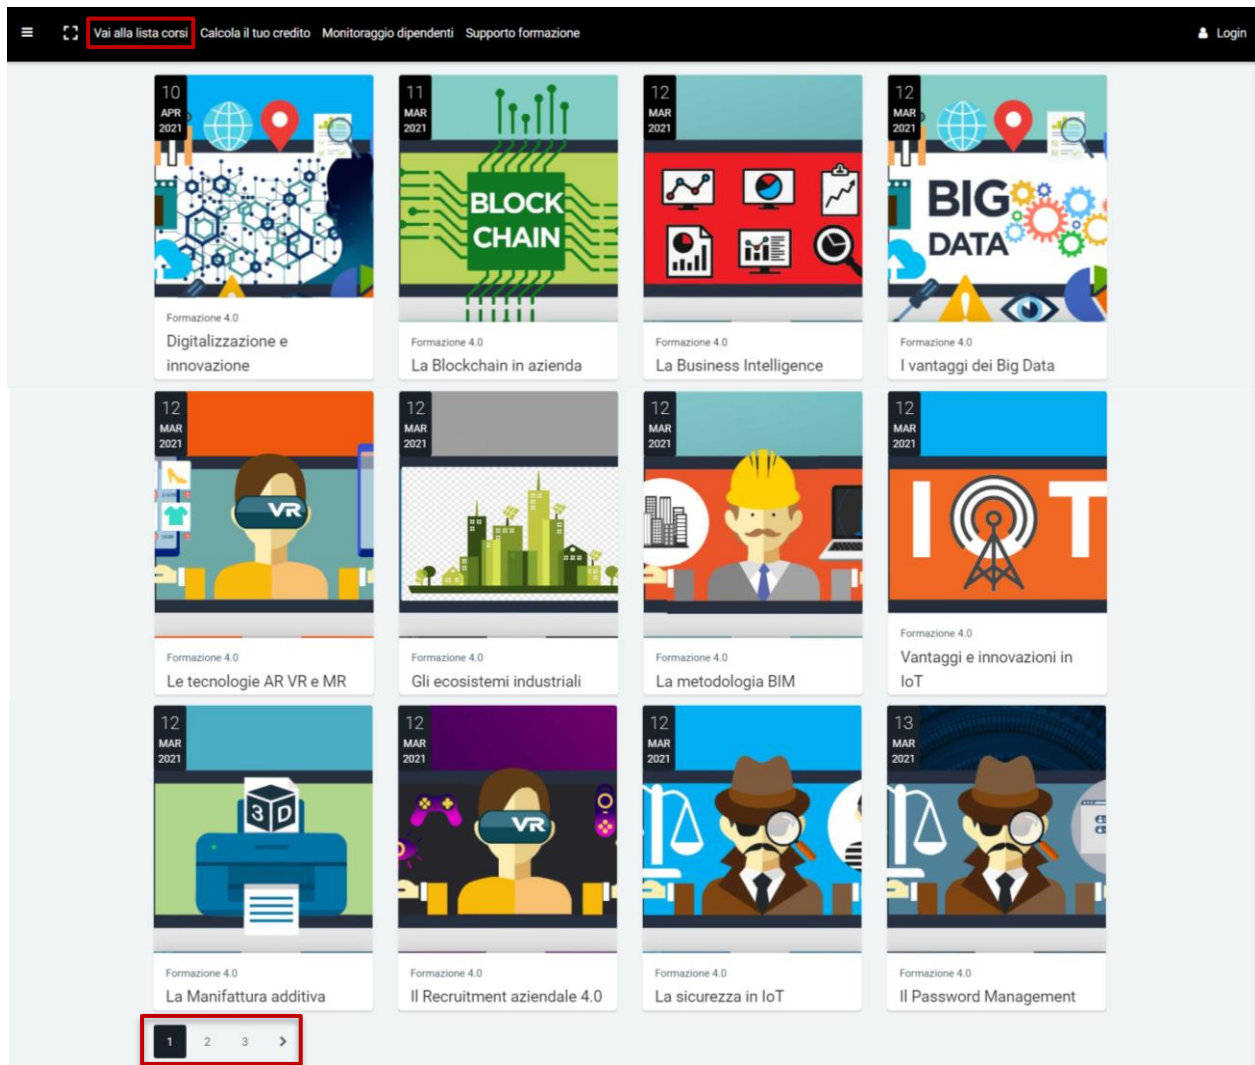 Vai alla lista corsi Calcola il tuo credito Monitoraggio dipendenti Supporto formazione Login
10
APR
2021
Formazione 4.0
Digitalizzazione e
innovazione
11
MAR
2021
BLOCK
CHAIN
Formazione 4.0
La Blockchain in azienda
12
MAR
2021
Formazione 4.0
La Business Intelligence
12
MAR
2021
BIG
DATA
Formazione 4.0
I vantaggi dei Big Data
12
MAR
2021
VR
Formazione 4.0
Le tecnologie AR VR e MR
12
MAR
2021
Formazione 4.0
Gli ecosistemi industriali
12
MAR
2021
Formazione 4.0
La metodologia BIM
12
MAR
2021
IOT
Formazione 4.0
Vantaggi e innovazioni in
IoT
12
MAR
2021
3D
Formazione 4.0
La Manifattura additiva
12
MAR
2021
VR
Formazione 4.0
Il Recruitment aziendale 4.0
12
MAR
2021
Formazione 4.0
La sicurezza in IoT
13
MAR
2021
Formazione 4.0
Il Password Management
1 2 3 >